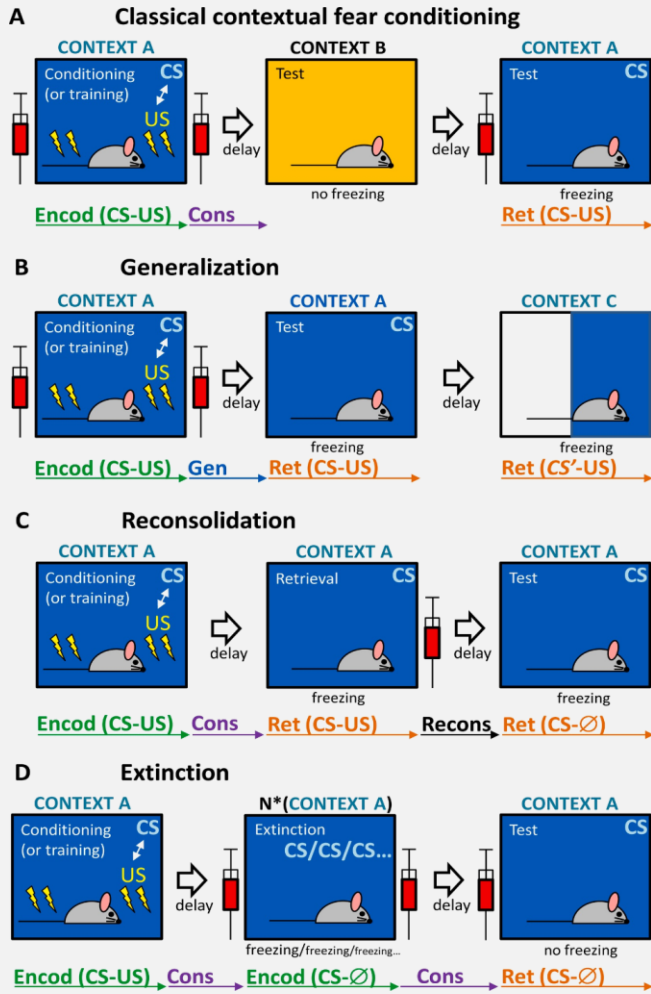 A Classical contextual fear conditioning
CONTEXT A CONTEXT B CONTEXT A
Conditioning CS Test Test CS
(or training)
US
delay delay
no freezing freezing
Encod (CS-US) Cons Ret (CS-US)
B Generalization
CONTEXT A CONTEXT A CONTEXT C
Conditioning CS Test CS
(or training)
US
delay delay
freezing freezing
Encod (CS-US) Gen Ret (CS-US) Ret (CS’-US)
C Reconsolidation
CONTEXT A CONTEXT A CONTEXT A
Conditioning CS Retrieval CS Test CS
(or training)
US
delay delay
freezing freezing
Encod (CS-US) Cons Ret (CS-US) Recons Ret (CS-∅)
D Extinction
CONTEXT A N*(CONTEXT A) CONTEXT A
Conditioning CS Extinction Test CS
(or training) CS/CS/CS...
US
delay delay
freezing/freezing/freezing... no freezing
Encod (CS-US) Cons Encod (CS-∅) Cons Ret (CS-∅)